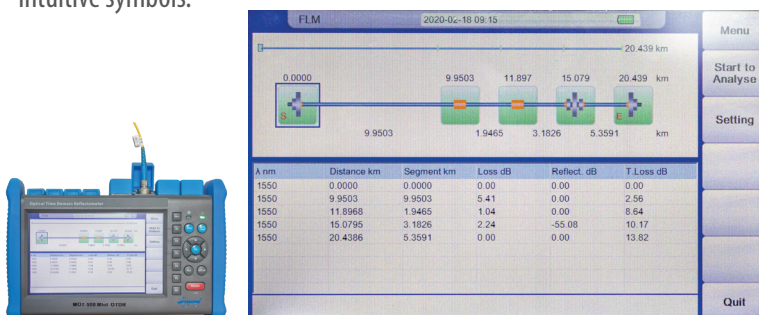 intuitive symbols.
FLM 2020-02-18 09:15
Menu
20.439 km
Start to
Analyse
0.0000 9.9503 11.897 15.079 20.439 km
S E
Setting
9.9503 1.9465 3.1826 5.3591 km
λ nm Distance km Segment km Loss dB Reflect. dB T.Loss dB
1550 0.0000 0.0000 0.00 0.00 0.00
1550 9.9503 9.9503 5.41 0.00 2.56
1550 11.8968 1.9465 1.04 0.00 8.64
1550 15.0795 3.1826 2.24 -55.08 10.17
1550 20.4386 5.3591 0.00 0.00 13.82
Quit
Optical Time Domain Reflectometer
MOT-500 Mini OTDR